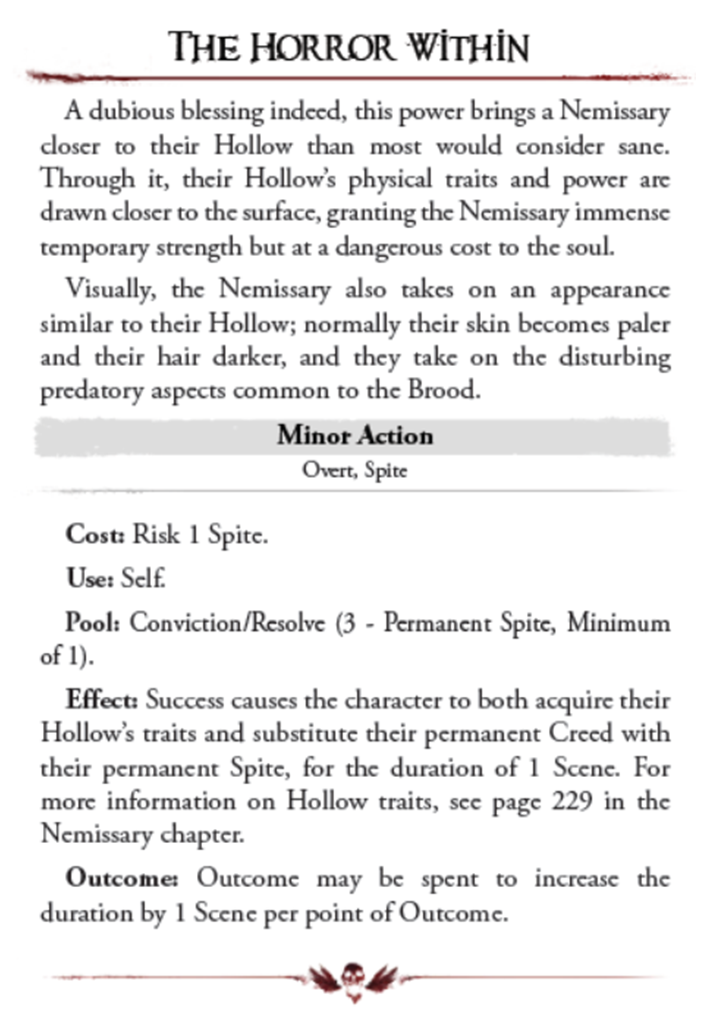 The Horror Within
A dubious blessing indeed, this power brings a Nemissary
closer to their Hollow than most would consider sane.
Through it, their Hollow's physical traits and power are
drawn closer to the surface, granting the Nemissary immense
temporary strength but at a dangerous cost to the soul.
Visually, the Nemissary also takes on an appearance
similar to their Hollow; normally their skin becomes paler
and their hair darker, and they take on the disturbing
predatory aspects common to the Brood.
Minor Action
Overt, Spite
Cost: Risk 1 Spite.
Use: Self.
Pool: Conviction/Resolve (3 - Permanent Spite, Minimum
of 1).
Effect: Success causes the character to both acquire their
Hollow's traits and substitute their permanent Creed with
their permanent Spite, for the duration of 1 Scene. For
more information on Hollow traits, see page 229 in the
Nemissary chapter.
Outcome: Outcome may be spent to increase the
duration by 1 Scene per point of Outcome.